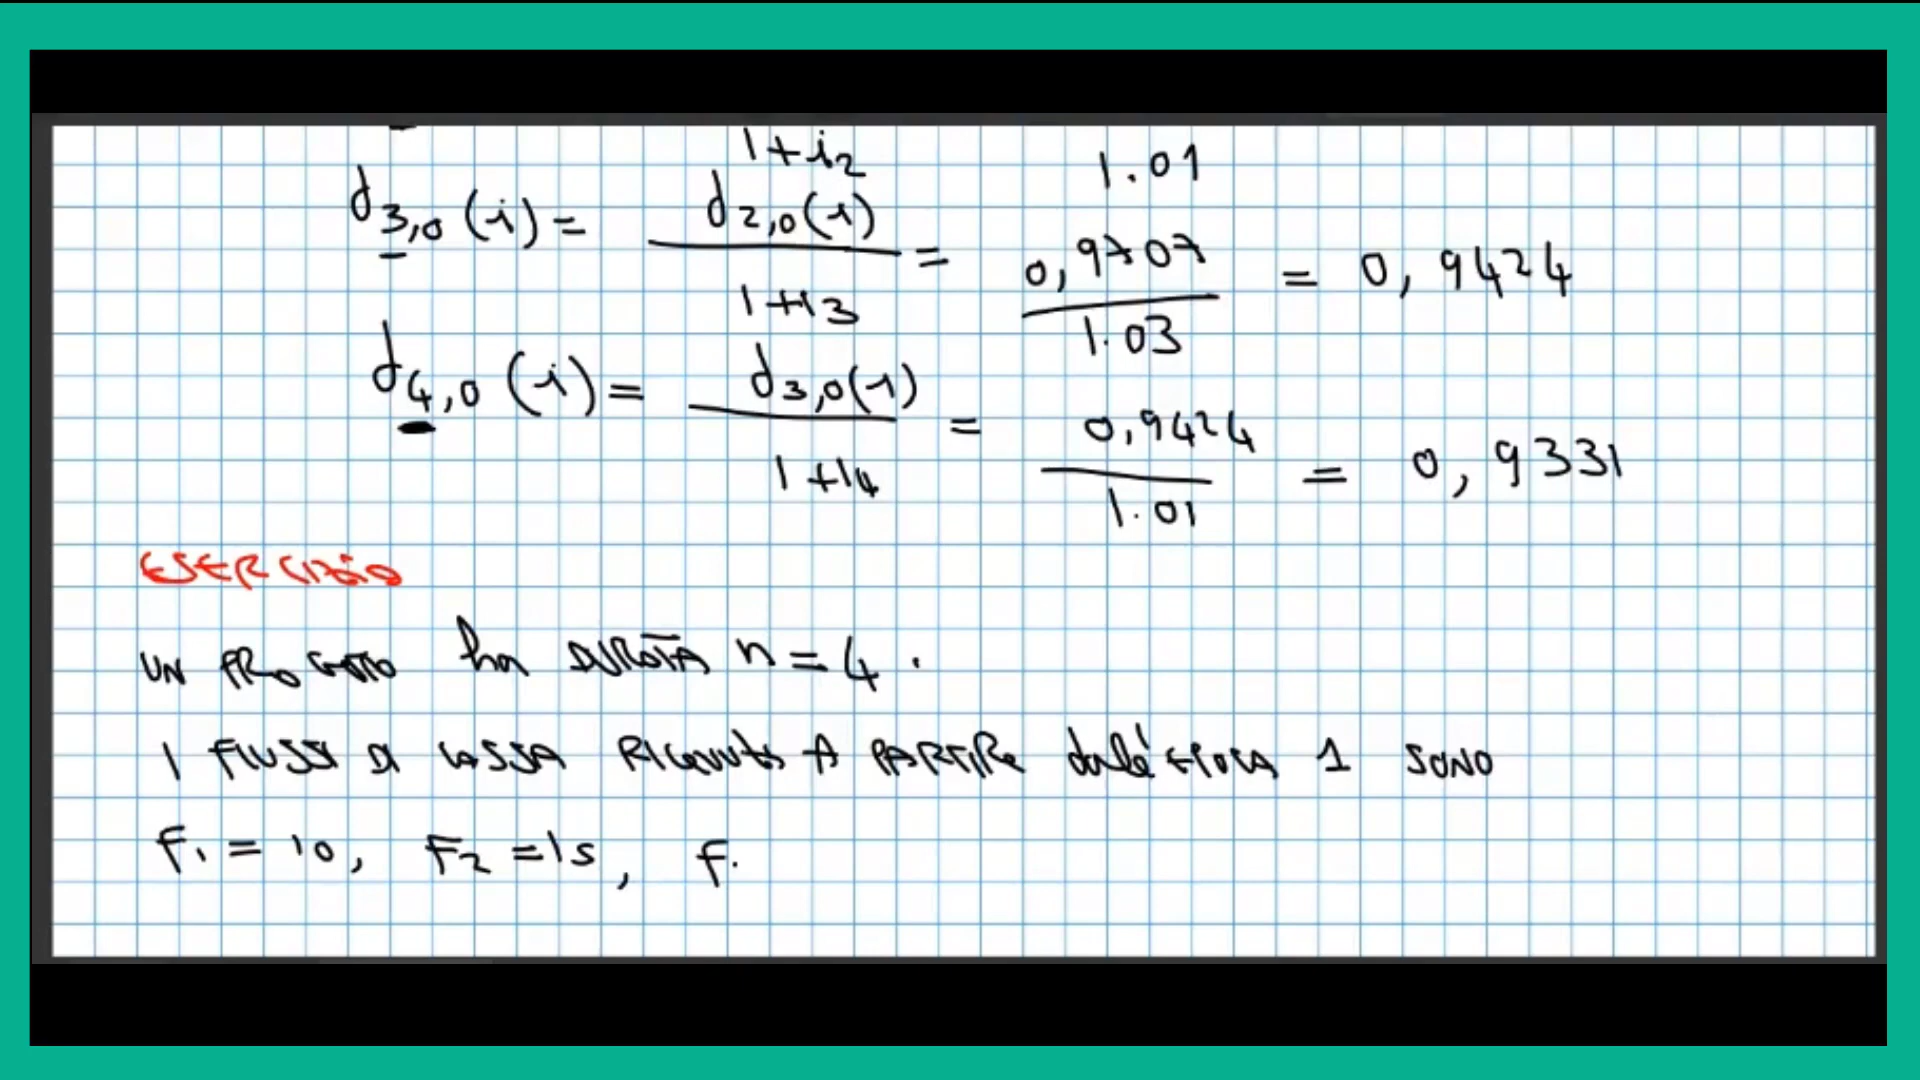 1+i2 1.01
d3,0 (i) = d2,0(1) / 1+i3 = 0,9707 / 1.03 = 0,9424
d4,0 (i) = d3,0(1) / 1+i4 = 0,9424 / 1.01 = 0,9331
ESERCIZIO
UN PROGETTO ha DURATA n = 4 .
I FLUSSI DI CASSA RICEVUTI A PARTIRE dall'EPOCA 1 SONO
F1 = 10, F2 = 15, F.